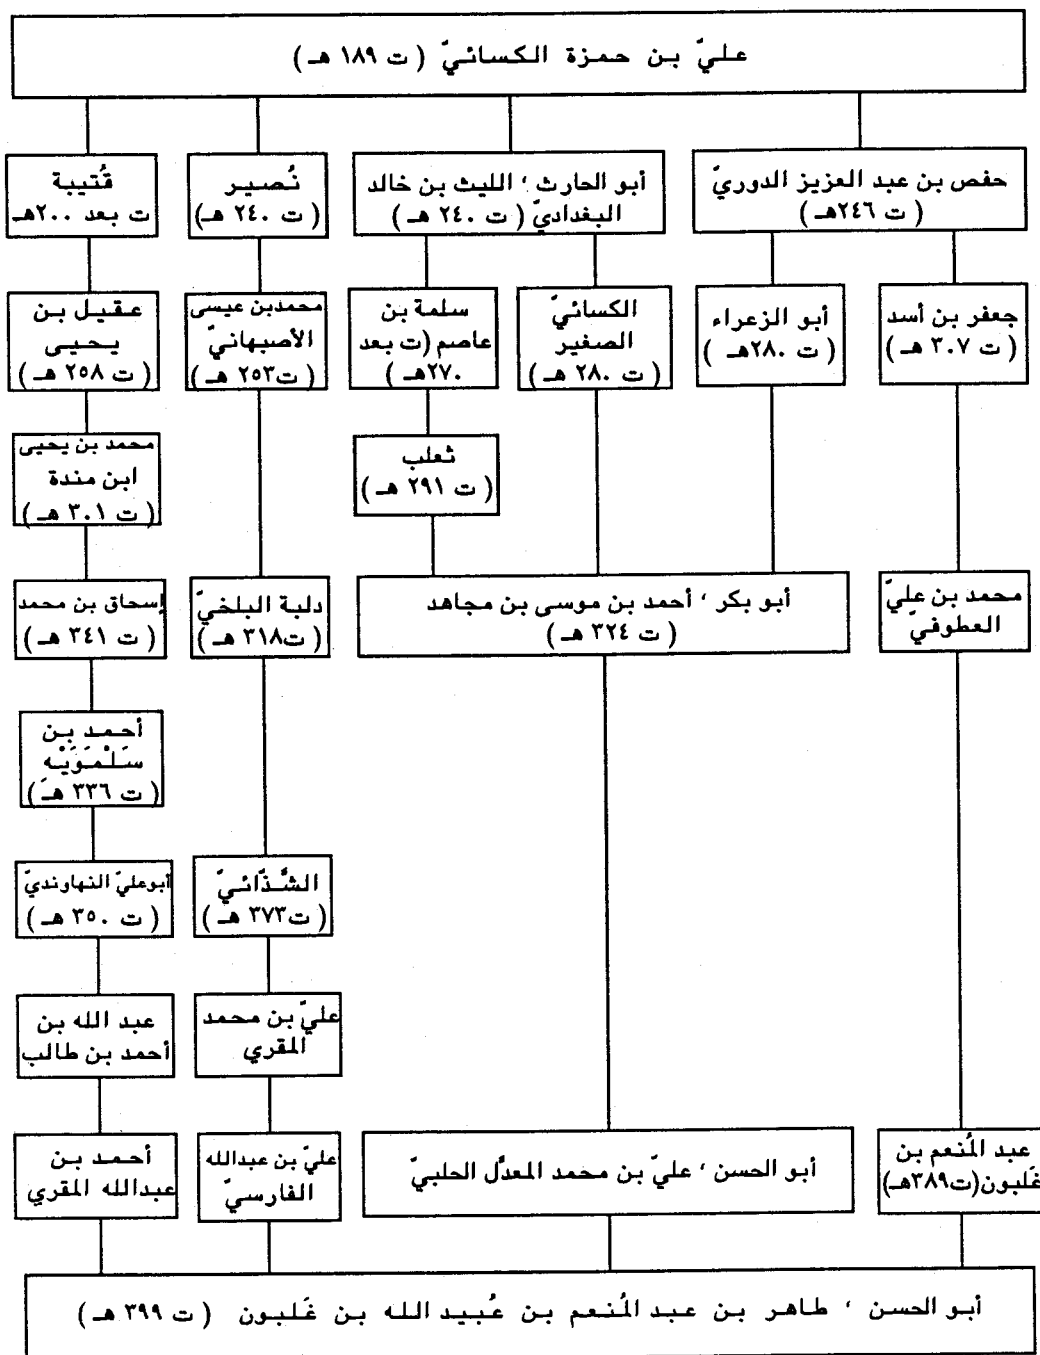 عليّ بن حمزة الكسائيّ ( ت ١٨٩ هـ )
حفص بن عبد العزيز الدوريّ
( ت ٢٤٦هـ )
أبو الحارث ، الليث بن خالد
البغداديّ ( ت ٢٤٠ هـ )
نُصير
( ت ٢٤٠ هـ )
قُتيبة
ت بعد ٢٠٠هـ
جعفر بن أسد
( ت ٣٠٧ هـ )
أبو الزعراء
( ت ٢٨٠هـ )
الكسائيّ
الصغير
( ت ٢٨٠ هـ )
سلمة بن
عاصم (ت بعد
٢٧٠هـ )
محمدبن عيسى
الأصبهانيّ
( ت٢٥٣ هـ )
عقيل بن
يحيى
( ت ٢٥٨ هـ )
ثعلب
( ت ٢٩١ هـ )
محمد بن يحيى
ابن مندة
( ت ٣٠١ هـ )
محمد بن عليّ
العطوفيّ
أبو بكر ، أحمد بن موسى بن مجاهد
( ت ٣٢٤ هـ )
دلبة البلخيّ
( ت٣١٨ هـ )
إسحاق بن محمد
( ت ٣٤١ هـ )
أحمد بن
سَلْمَوَيْه
( ت ٣٣٦ هـ )
الشَّذَائيّ
( ت٣٧٣ هـ )
أبوعليّ النهاونديّ
( ت ٣٥٠ هـ )
عليّ بن محمد
المقري
عبد الله بن
أحمد بن طالب
عبد المُنعم بن
غَلبون(ت٣٨٩هـ)
أبو الحسن ، عليّ بن محمد المعدَّل الحلبيّ
عليّ بن عبدالله
الفارسيّ
أحمد بن
عبدالله المقري
أبو الحسن ، طاهر بن عبد المُنعم بن عُبيد الله بن غَلبون ( ت ٣٩٩ هـ )